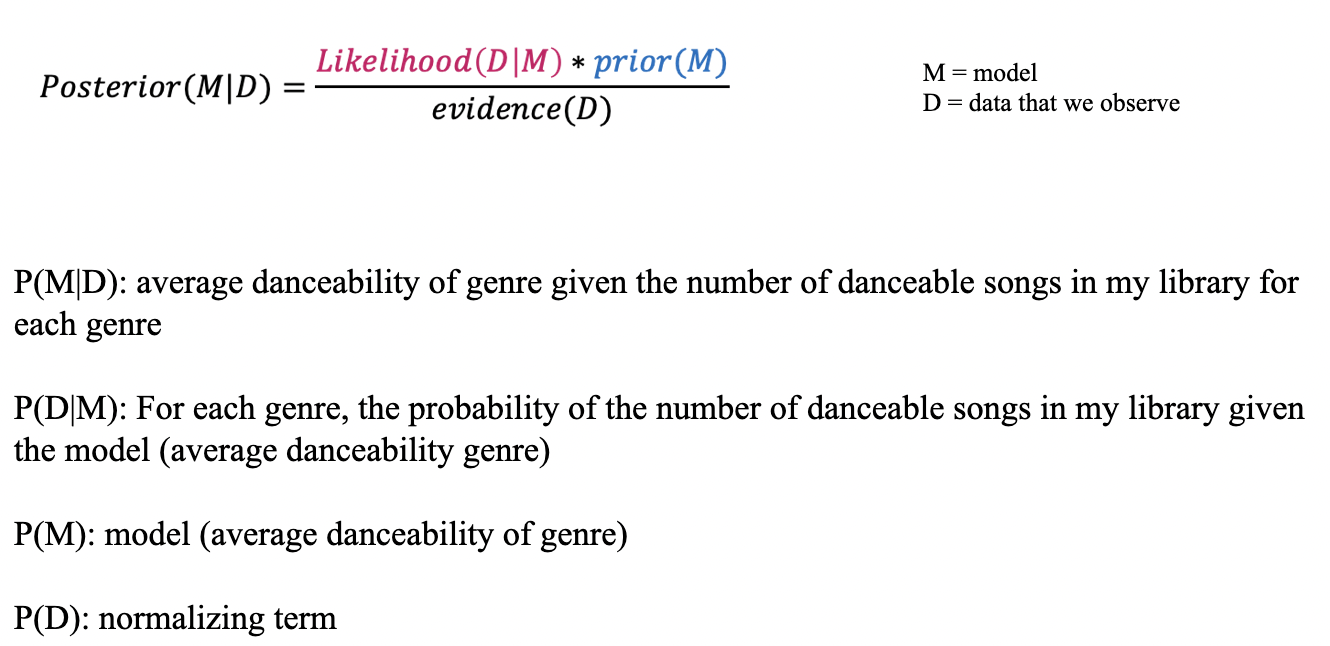 Posterior(M|D) = Likelihood(D|M) * prior(M) / evidence(D)
M = model
D = data that we observe
P(M|D): average danceability of genre given the number of danceable songs in my library for
each genre
P(D|M): For each genre, the probability of the number of danceable songs in my library given
the model (average danceability genre)
P(M): model (average danceability of genre)
P(D): normalizing term